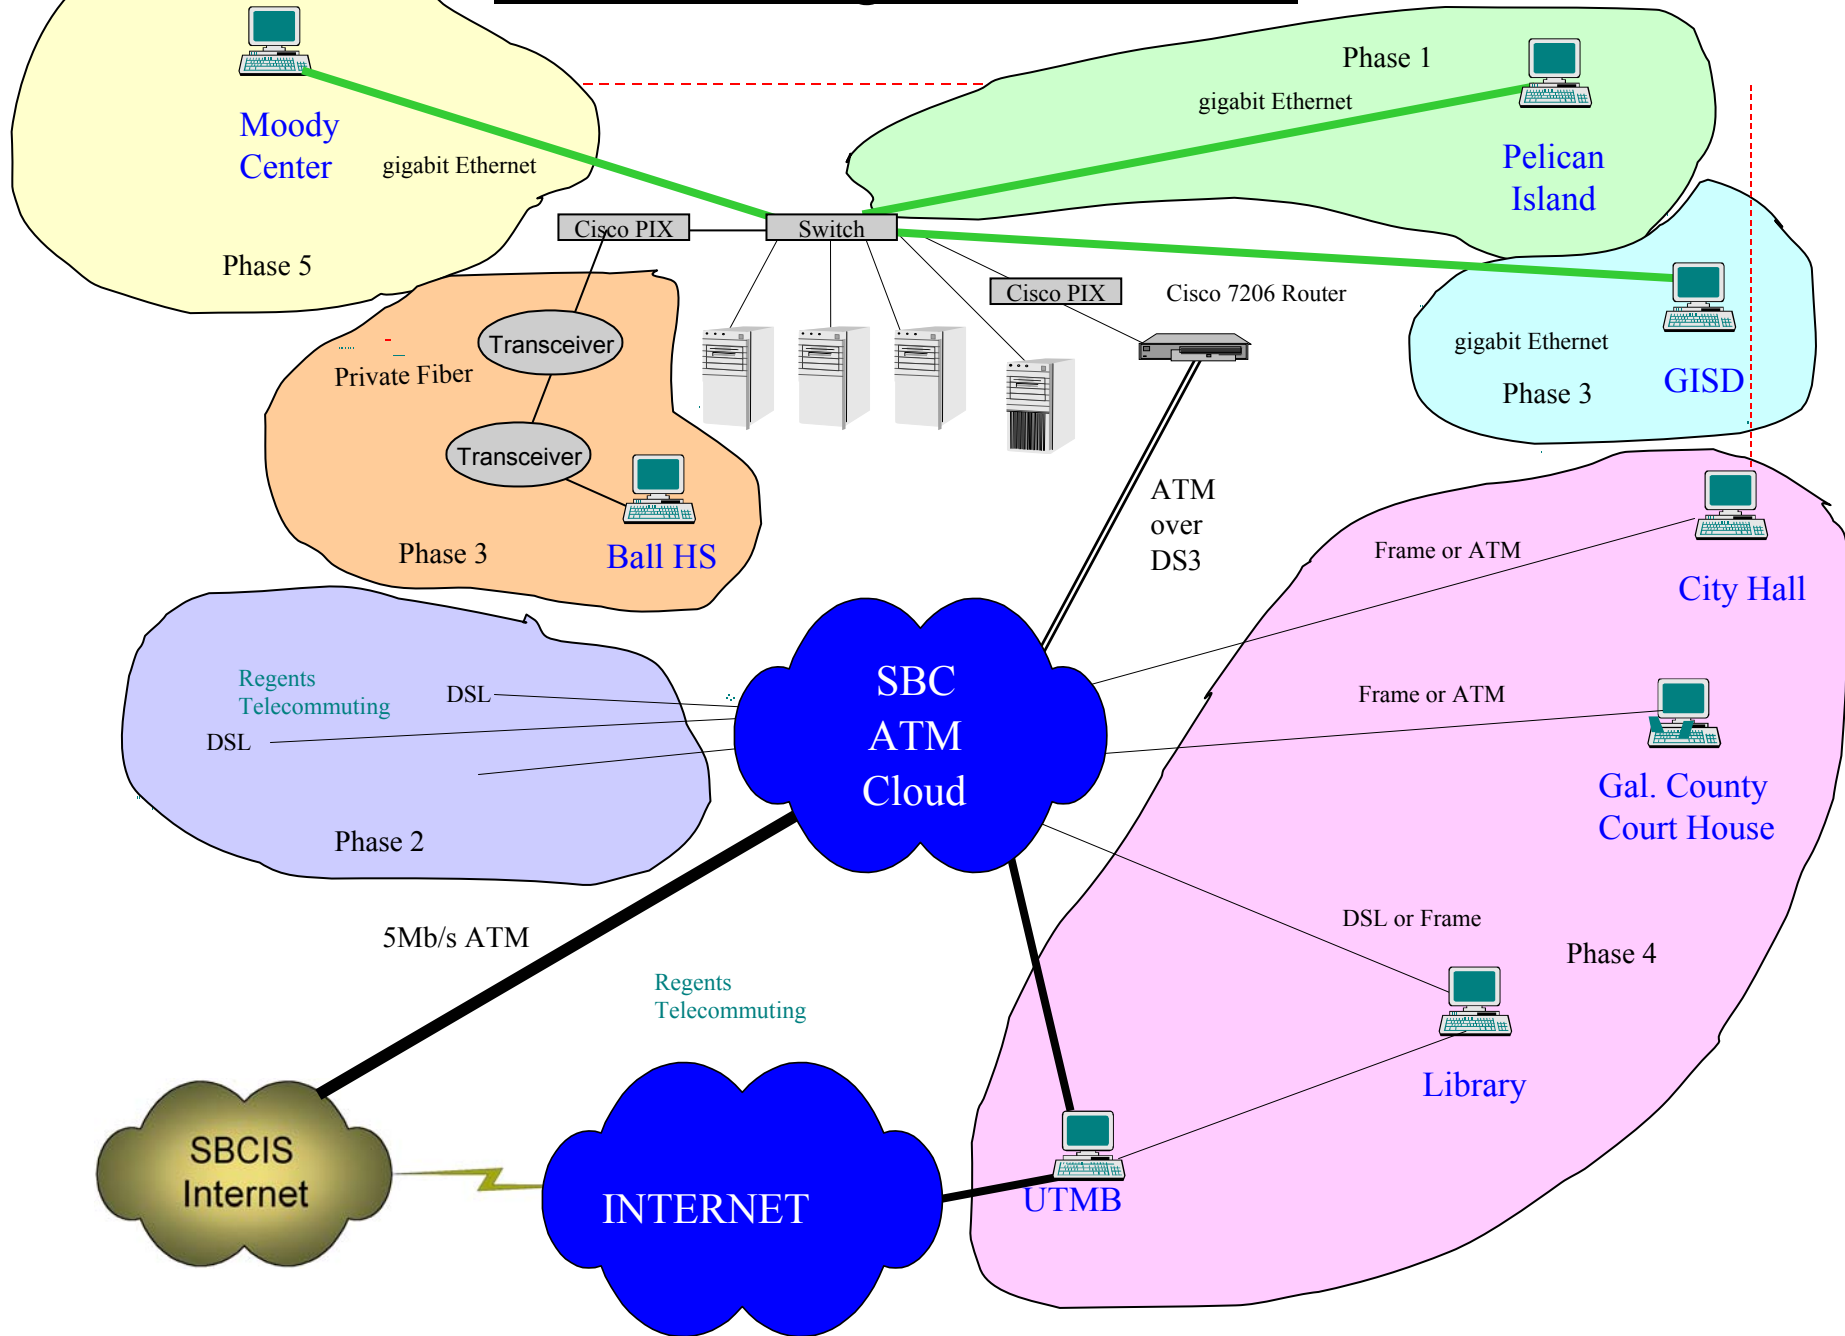 Phase 1
gigabit Ethernet
Moody
Center
gigabit Ethernet
Pelican
Island
Cisco PIX
Switch
Phase 5
Cisco PIX
Cisco 7206 Router
Transceiver
Private Fiber
gigabit Ethernet
GISD
Phase 3
Transceiver
Phase 3
Ball HS
ATM
over
DS3
Frame or ATM
City Hall
SBC
ATM
Cloud
Regents
Telecommuting
DSL
DSL
Phase 2
Frame or ATM
Gal. County
Court House
5Mb/s ATM
DSL or Frame
Phase 4
Regents
Telecommuting
Library
SBCIS
Internet
INTERNET
UTMB